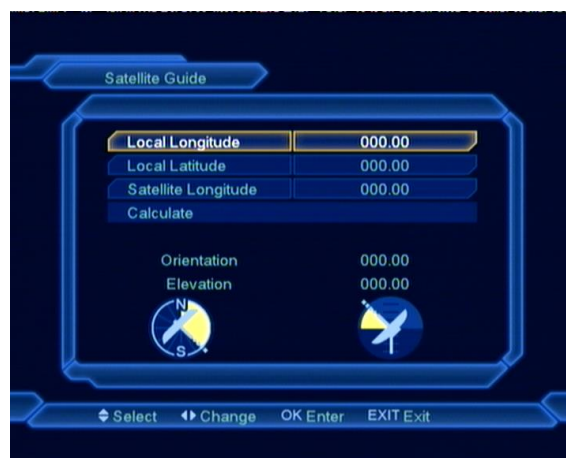 Satellite Guide
Local Longitude 000.00
Local Latitude 000.00
Satellite Longitude 000.00
Calculate
Orientation 000.00
Elevation 000.00
N
S
Select Change OK Enter EXIT Exit